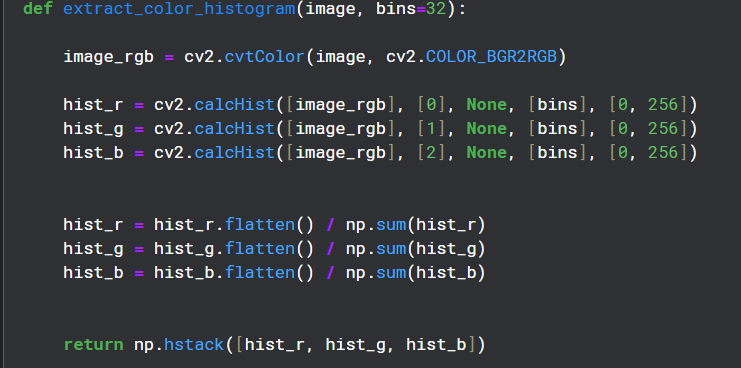 def extract_color_histogram(image, bins=32):
image_rgb = cv2.cvtColor(image, cv2.COLOR_BGR2RGB)
hist_r = cv2.calcHist([image_rgb], [0], None, [bins], [0, 256])
hist_g = cv2.calcHist([image_rgb], [1], None, [bins], [0, 256])
hist_b = cv2.calcHist([image_rgb], [2], None, [bins], [0, 256])
hist_r = hist_r.flatten() / np.sum(hist_r)
hist_g = hist_g.flatten() / np.sum(hist_g)
hist_b = hist_b.flatten() / np.sum(hist_b)
return np.hstack([hist_r, hist_g, hist_b])